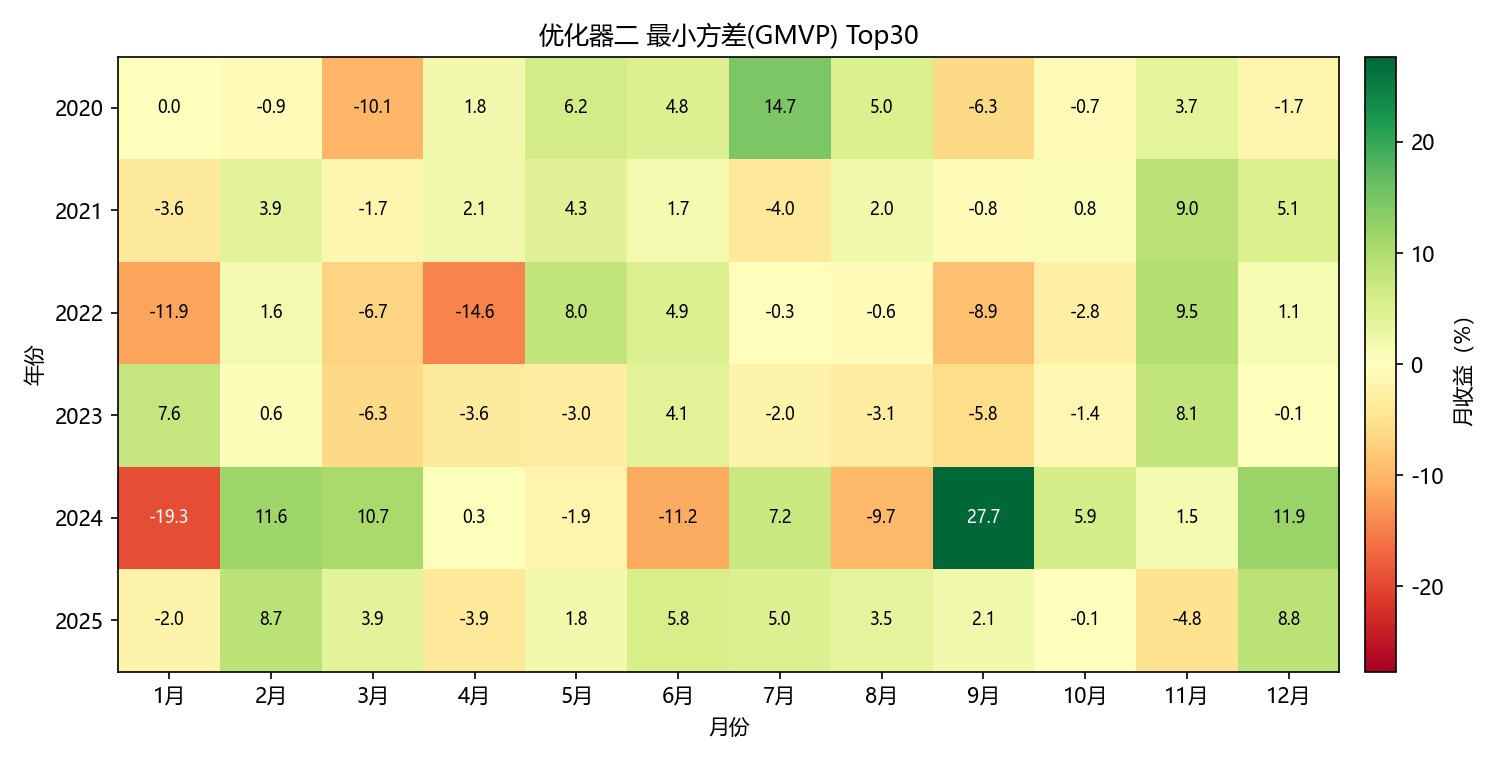 优化器二 最小方差(GMVP) Top30
年份
2020 0.0 -0.9 -10.1 1.8 6.2 4.8 14.7 5.0 -6.3 -0.7 3.7 -1.7
2021 -3.6 3.9 -1.7 2.1 4.3 1.7 -4.0 2.0 -0.8 0.8 9.0 5.1
2022 -11.9 1.6 -6.7 -14.6 8.0 4.9 -0.3 -0.6 -8.9 -2.8 9.5 1.1
2023 7.6 0.6 -6.3 -3.6 -3.0 4.1 -2.0 -3.1 -5.8 -1.4 8.1 -0.1
2024 -19.3 11.6 10.7 0.3 -1.9 -11.2 7.2 -9.7 27.7 5.9 1.5 11.9
2025 -2.0 8.7 3.9 -3.9 1.8 5.8 5.0 3.5 2.1 -0.1 -4.8 8.8
1月 2月 3月 4月 5月 6月 7月 8月 9月 10月 11月 12月
月份
20
10
0
-10
-20
月收益 (%)